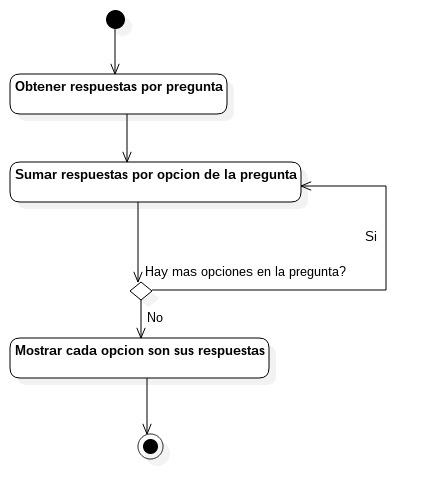 Obtener respuestas por pregunta
Sumar respuestas por opcion de la pregunta
Si
Hay mas opciones en la pregunta?
No
Mostrar cada opcion son sus respuestas